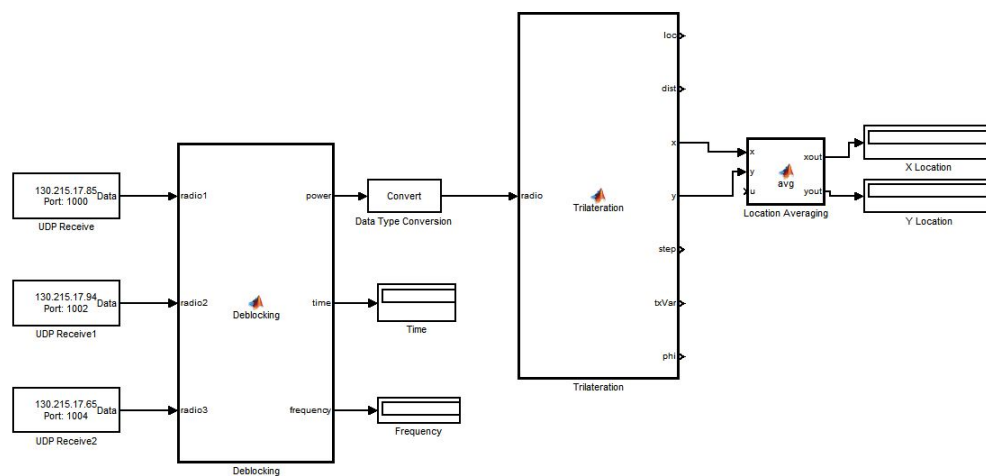 130.215.17.85
Port: 1000
Data
UDP Receive
130.215.17.94
Port: 1002
Data
UDP Receive1
130.215.17.65
Port: 1004
Data
UDP Receive2
radio1
radio2
radio3
Deblocking
power
time
frequency
Deblocking
Convert
Data Type Conversion
Time
Frequency
radio
Trilateration
loc
dist
x
y
step
txVar
phi
Trilateration
x
y
u
avg
xout
yout
Location Averaging
X Location
Y Location